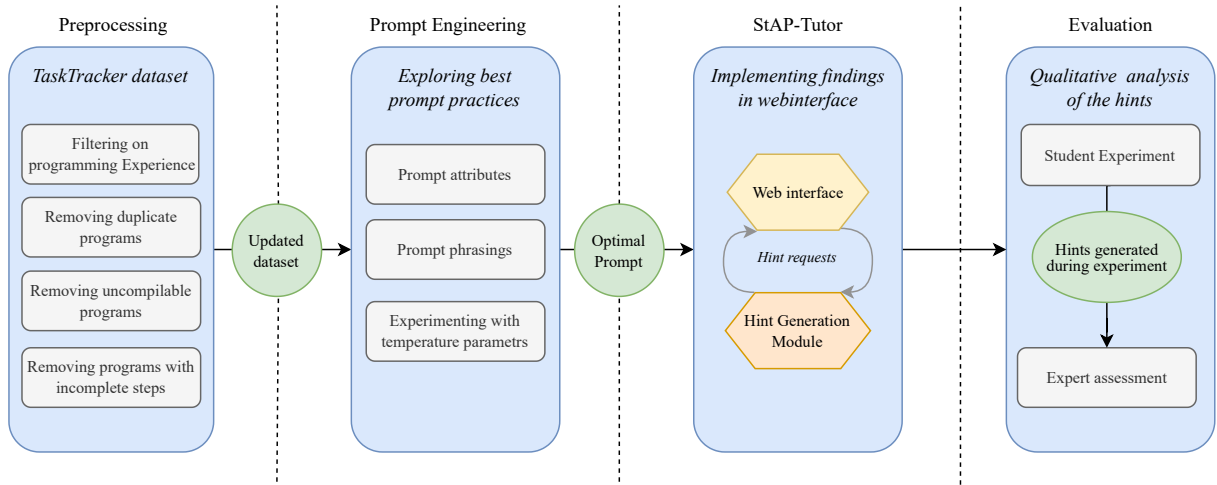 Preprocessing
TaskTracker dataset
Filtering on
programming Experience
Removing duplicate
programs
Removing uncompilable
programs
Removing programs with
incomplete steps
Updated
dataset
Prompt Engineering
Exploring best
prompt practices
Prompt attributes
Prompt phrasings
Experimenting with
temperature parametrs
Optimal
Prompt
StAP-Tutor
Implementing findings
in webinterface
Web interface
Hint requests
Hint Generation
Module
Evaluation
Qualitative analysis
of the hints
Student Experiment
Hints generated
during experiment
Expert assessment